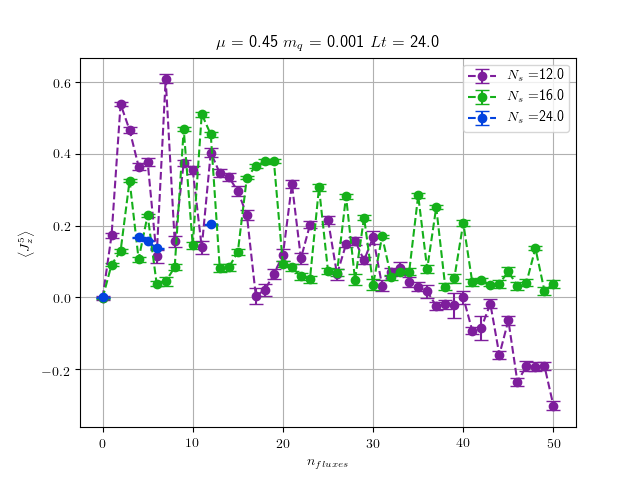 μ = 0.45 m_q = 0.001 Lt = 24.0
N_s =12.0
N_s =16.0
N_s =24.0
⟨J_z^5⟩
0.6
0.4
0.2
0.0
−0.2
0 10 20 30 40 50
n_fluxes